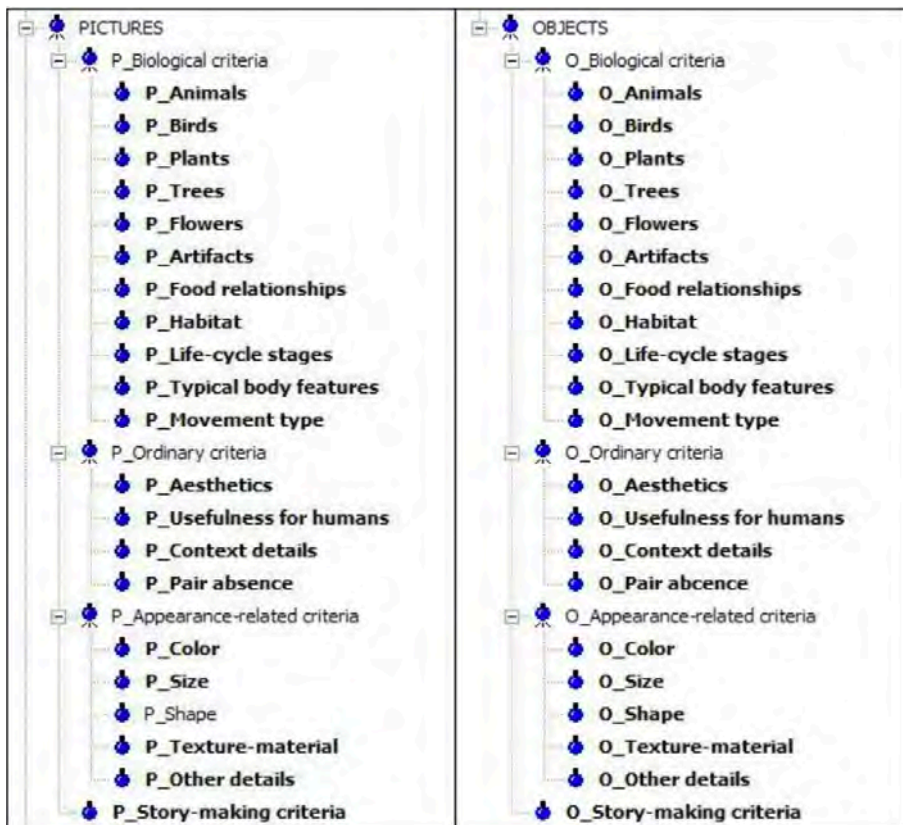 PICTURES
P_Biological criteria
P_Animals
P_Birds
P_Plants
P_Trees
P_Flowers
P_Artifacts
P_Food relationships
P_Habitat
P_Life-cycle stages
P_Typical body features
P_Movement type
P_Ordinary criteria
P_Aesthetics
P_Usefulness for humans
P_Context details
P_Pair absence
P_Appearance-related criteria
P_Color
P_Size
P_Shape
P_Texture-material
P_Other details
P_Story-making criteria
OBJECTS
O_Biological criteria
O_Animals
O_Birds
O_Plants
O_Trees
O_Flowers
O_Artifacts
O_Food relationships
O_Habitat
O_Life-cycle stages
O_Typical body features
O_Movement type
O_Ordinary criteria
O_Aesthetics
O_Usefulness for humans
O_Context details
O_Pair abcence
O_Appearance-related criteria
O_Color
O_Size
O_Shape
O_Texture-material
O_Other details
O_Story-making criteria